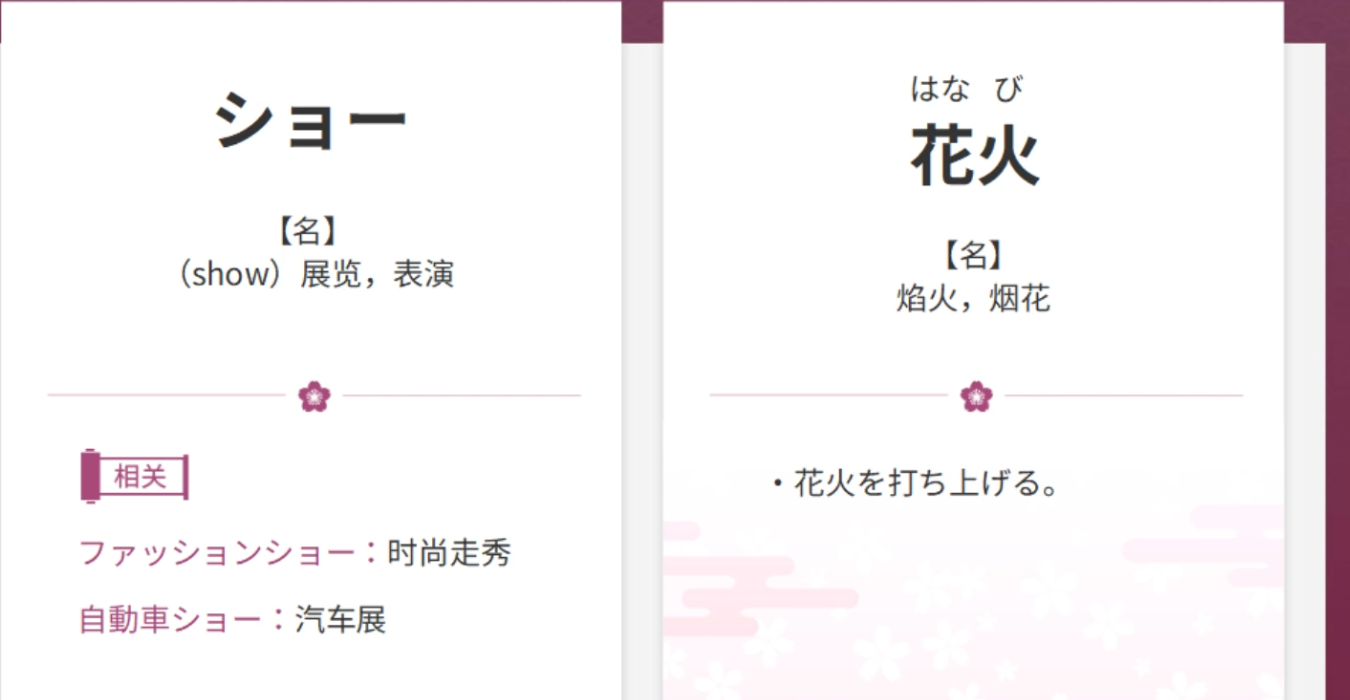 ショー
【名】
（show）展览，表演
相关
ファッションショー：时尚走秀
自動車ショー：汽车展
はな び
花火
【名】
焰火，烟花
・花火を打ち上げる。